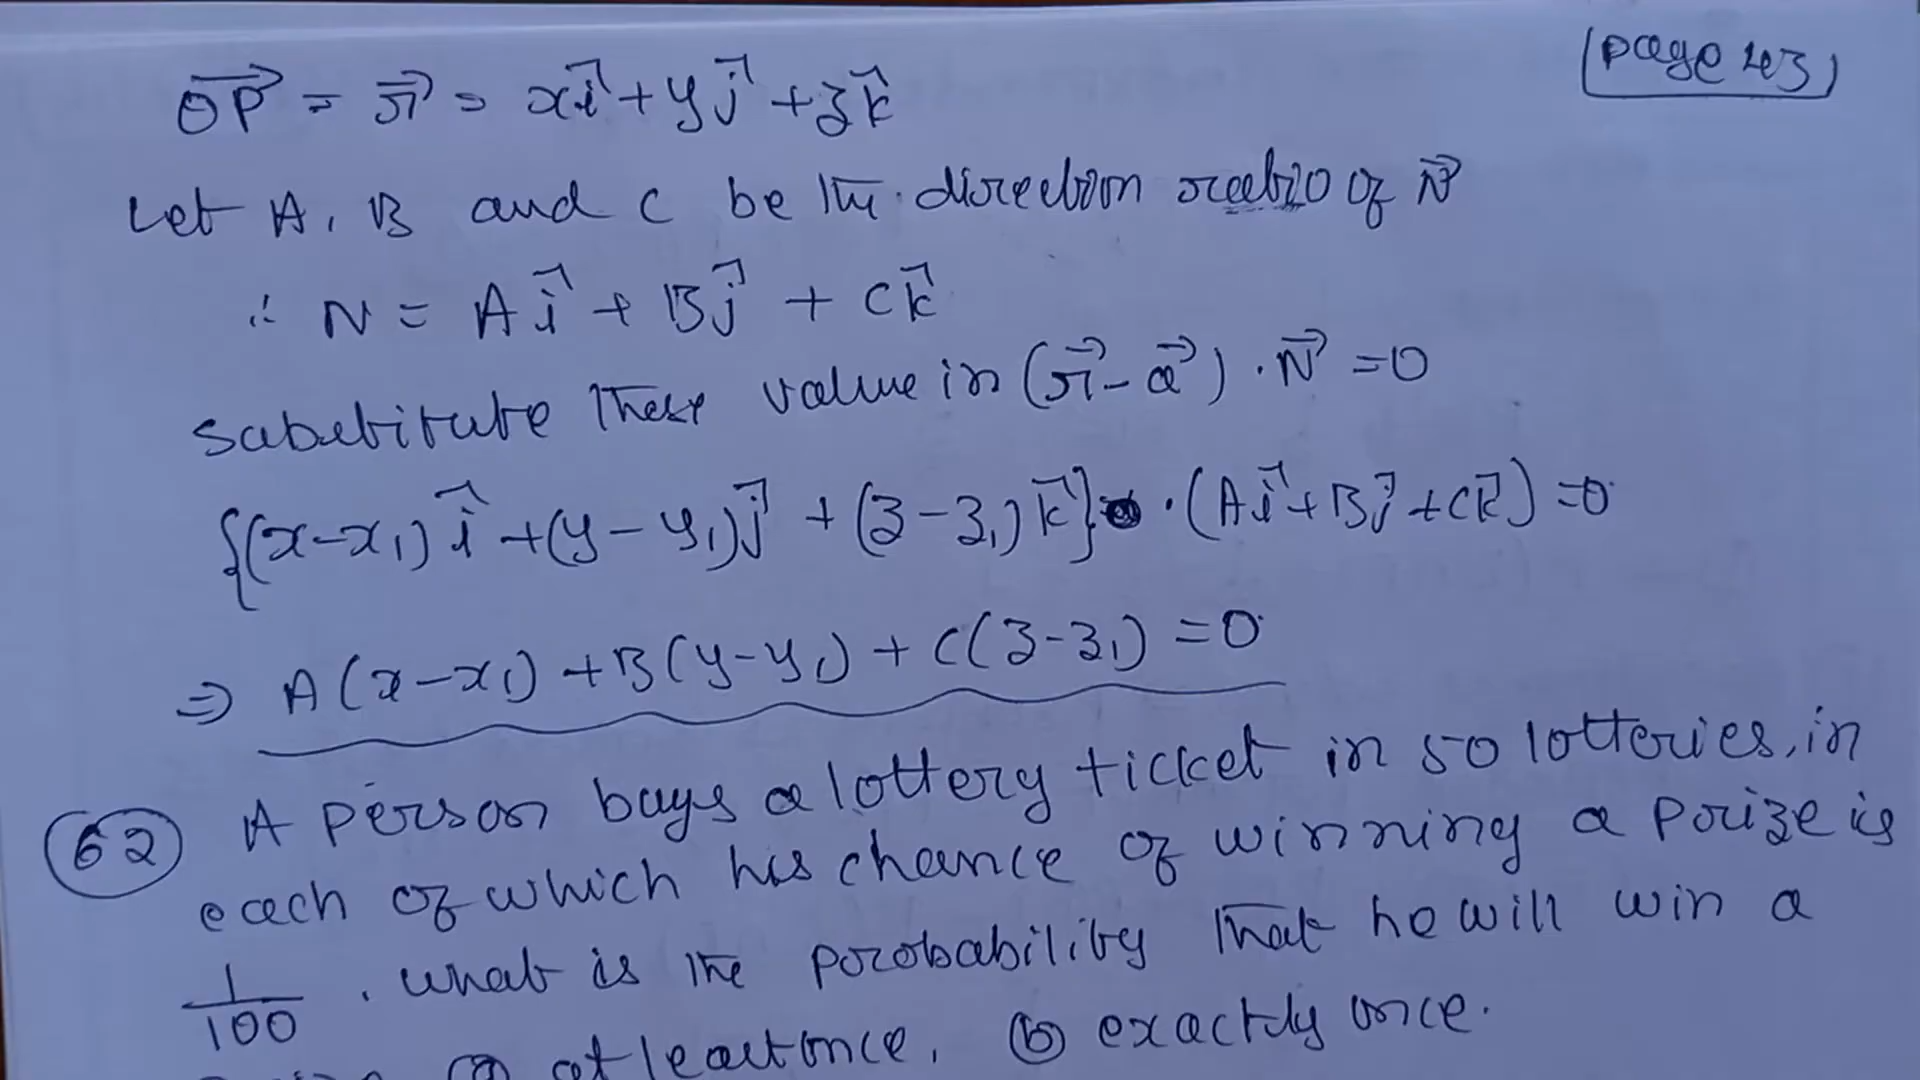 (page 43)
OP⃗ = r⃗ = xi⃗ + yj⃗ + zk⃗
Let A, B and C be the direction ratio of N⃗
∴ N = Ai⃗ + Bj⃗ + Ck⃗
Substitute these value in (r⃗ - a⃗) · N⃗ = 0
{(x-x₁)i⃗ + (y-y₁)j⃗ + (z-z₁)k⃗} · (Ai⃗ + Bj⃗ + Ck⃗) = 0
⇒ A(x-x₁) + B(y-y₁) + C(z-z₁) = 0
62 A person buys a lottery ticket in 50 lotteries, in
each of which his chance of winning a prize is
1/100 . what is the probability that he will win a
(a) at least once. (b) exactly once.